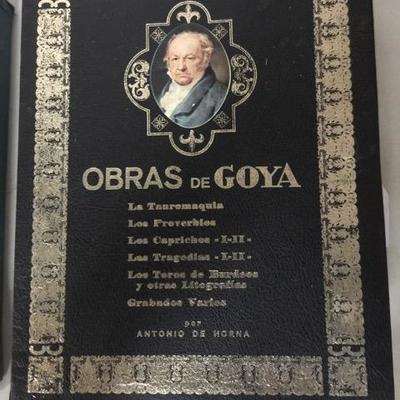 OBRAS DE GOYA
La Tauromaquia
Los Proverbios
Los Caprichos -I-II-
Las Tragedias -I-II-
Los Toros de Burdeos
y otras Litografías
Grabados Varios
por
ANTONIO DE HORNA